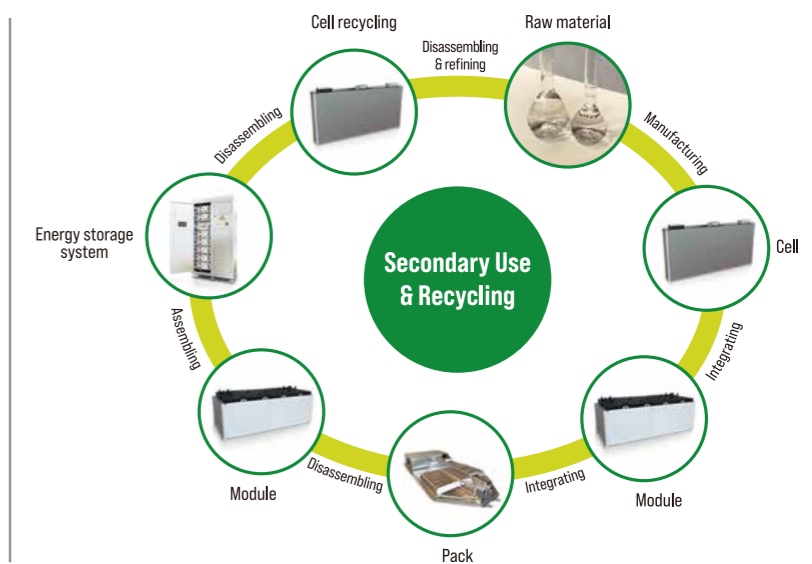 Cell recycling
Disassembling
& refining
Raw material
Manufacturing
Cell
Integrating
Module
Integrating
Pack
Disassembling
Module
Assembling
Energy storage
system
Disassembling
Secondary Use
& Recycling